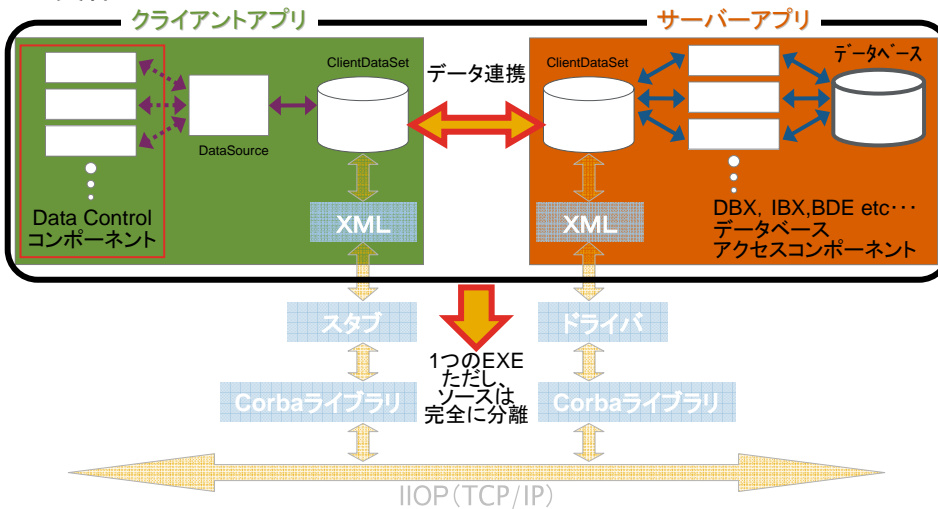 クライアントアプリ
サーバーアプリ
ClientDataSet
データ連携
ClientDataSet
データベース
DataSource
Data Control
コンポーネント
XML
XML
DBX, IBX,BDE etc・・・
データベース
アクセスコンポーネント
スタブ
ドライバ
1つのEXE
ただし、
ソースは
完全に分離
Corbaライブラリ
Corbaライブラリ
IIOP(TCP/IP)